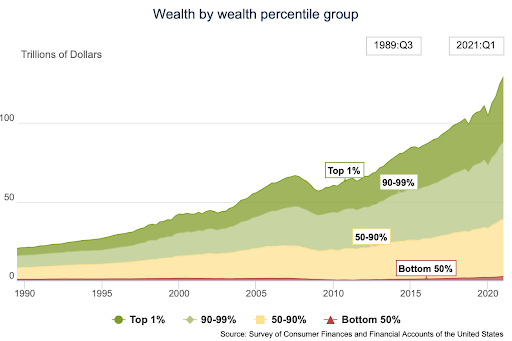 Wealth by wealth percentile group
1989:Q3 2021:Q1
Trillions of Dollars
100
50
0
Top 1%
90-99%
50-90%
Bottom 50%
1990 1995 2000 2005 2010 2015 2020
Top 1% 90-99% 50-90% Bottom 50%
Source: Survey of Consumer Finances and Financial Accounts of the United States